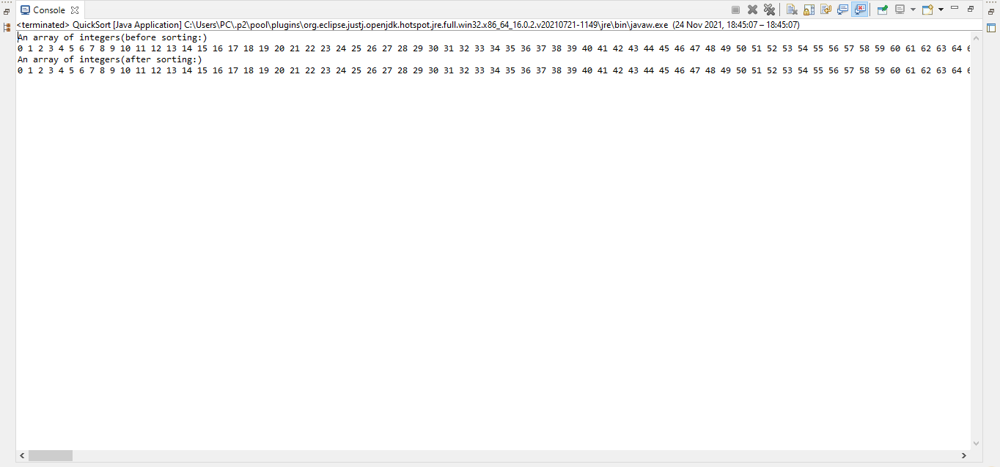 Console
<terminated> QuickSort [Java Application] C:\Users\PC\.p2\pool\plugins\org.eclipse.justj.openjdk.hotspot.jre.full.win32.x86_64_16.0.2.v20210721-1149\jre\bin\javaw.exe (24 Nov 2021, 18:45:07 – 18:45:07)
An array of integers(before sorting:)
0 1 2 3 4 5 6 7 8 9 10 11 12 13 14 15 16 17 18 19 20 21 22 23 24 25 26 27 28 29 30 31 32 33 34 35 36 37 38 39 40 41 42 43 44 45 46 47 48 49 50 51 52 53 54 55 56 57 58 59 60 61 62 63 64
An array of integers(after sorting:)
0 1 2 3 4 5 6 7 8 9 10 11 12 13 14 15 16 17 18 19 20 21 22 23 24 25 26 27 28 29 30 31 32 33 34 35 36 37 38 39 40 41 42 43 44 45 46 47 48 49 50 51 52 53 54 55 56 57 58 59 60 61 62 63 64